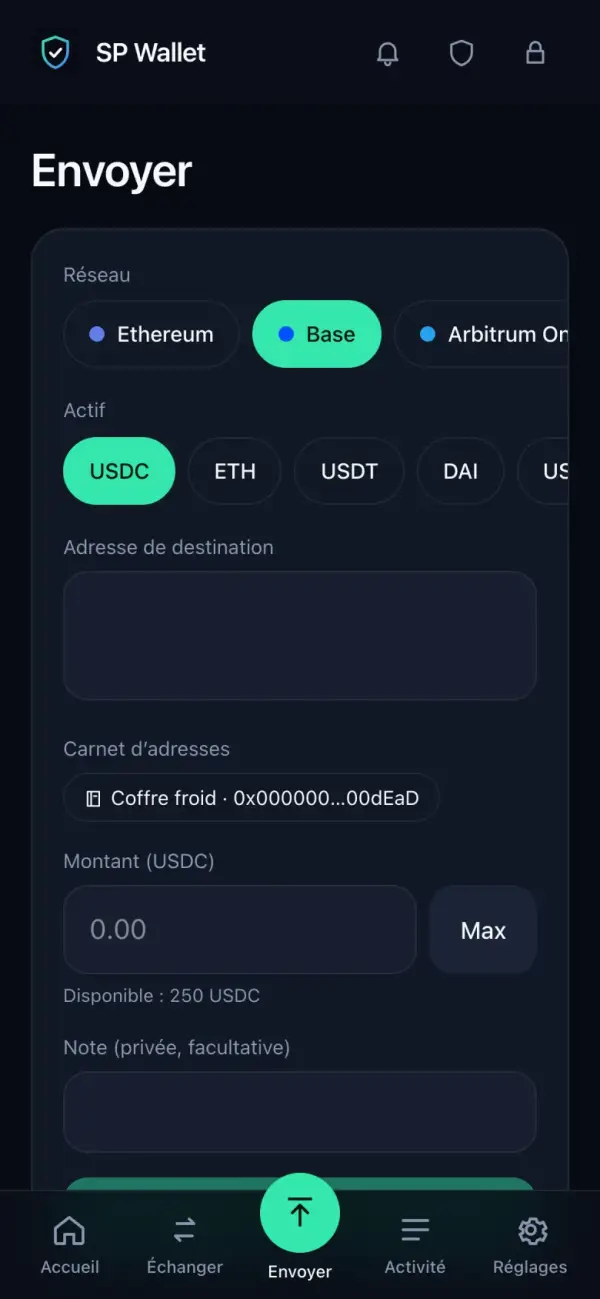 SP Wallet
Envoyer
Réseau
Ethereum Base Arbitrum On
Actif
USDC ETH USDT DAI US
Adresse de destination
Carnet d’adresses
Coffre froid · 0x000000…00dEaD
Montant (USDC)
0.00 Max
Disponible : 250 USDC
Note (privée, facultative)
Accueil Échanger Envoyer Activité Réglages